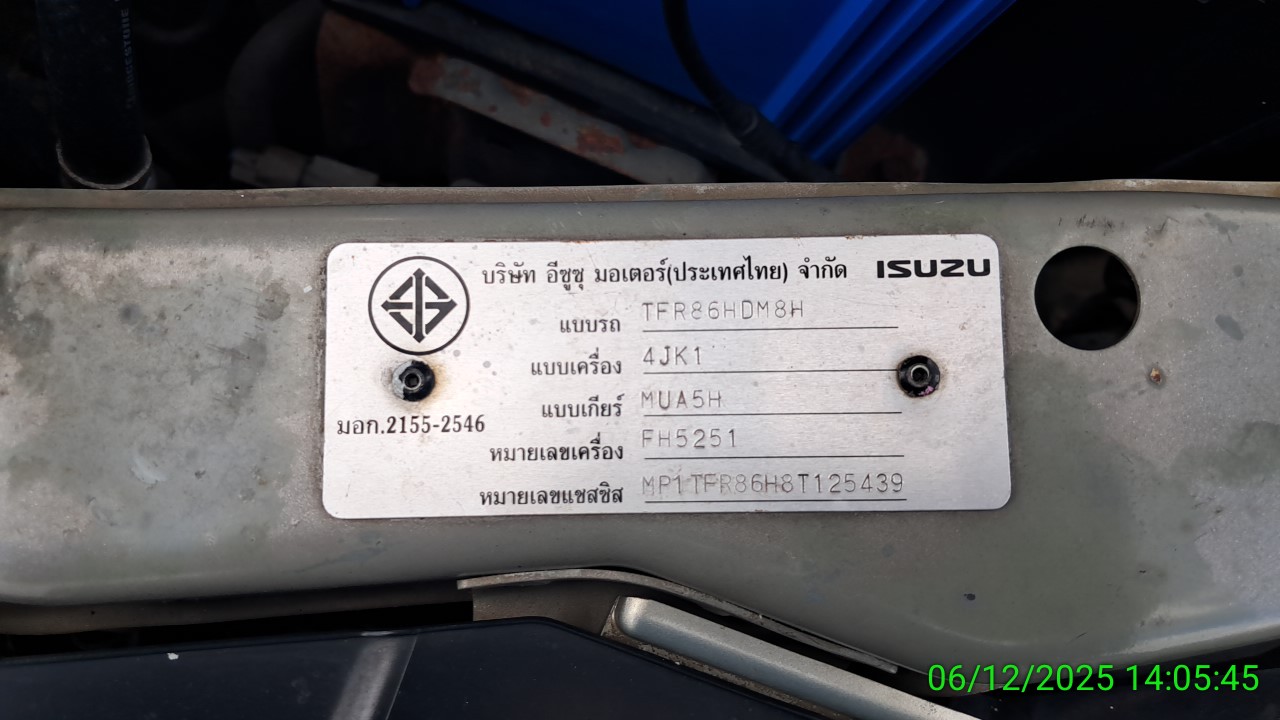 บริษัท อีซูซุ มอเตอร์(ประเทศไทย) จำกัด ISUZU
แบบรถ TFR86HDM8H
แบบเครื่อง 4JK1
แบบเกียร์ MUA5H
มอก.2155-2546
หมายเลขเครื่อง FH5251
หมายเลขแชสซิส MP1TFR86H8T125439
06/12/2025 14:05:45